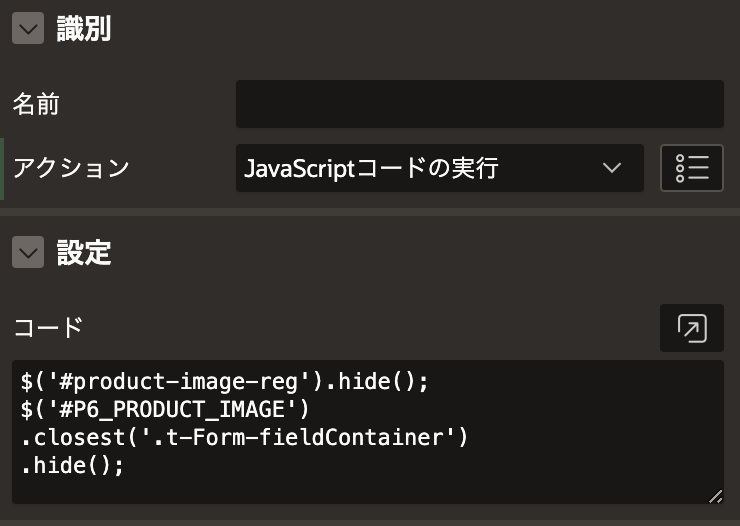 識別
名前
アクション JavaScriptコードの実行
設定
コード
$('#product-image-reg').hide();
$('#P6_PRODUCT_IMAGE')
.closest('.t-Form-fieldContainer')
.hide();